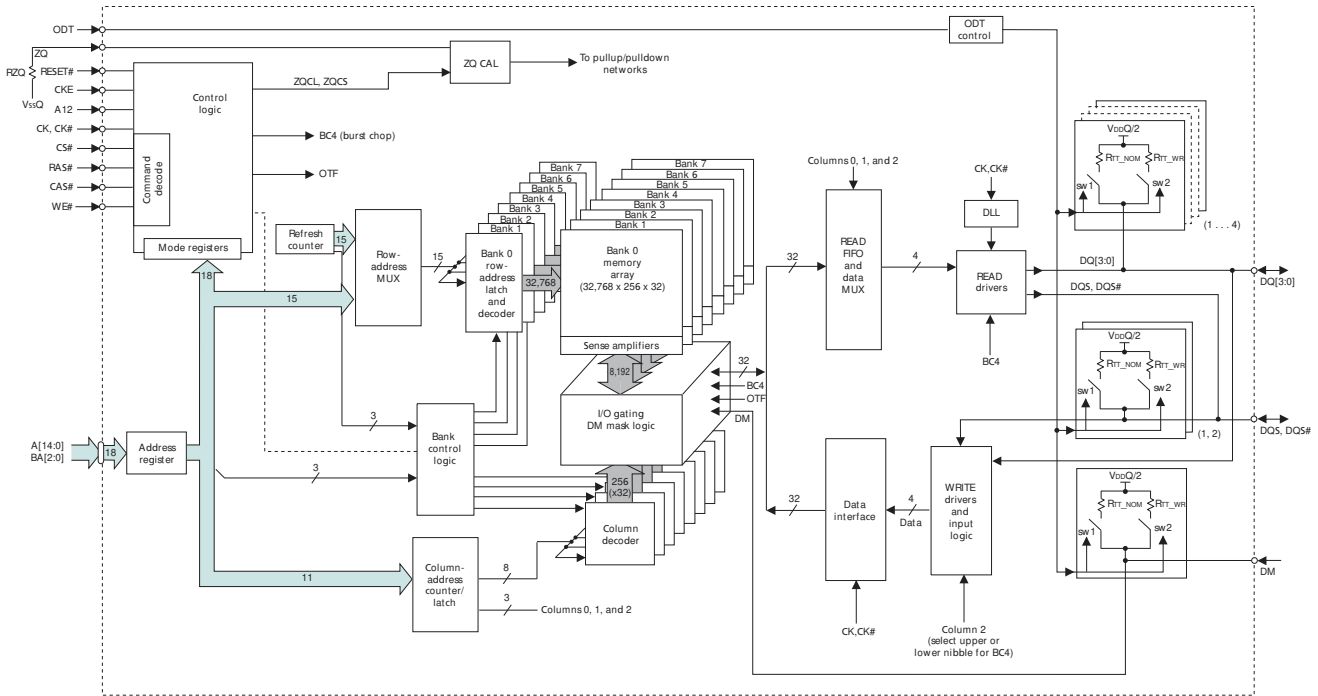 ODT
ODT
control
ZQ
RZQ
VssQ
RESET#
CKE
A12
CK, CK#
CS#
RAS#
CAS#
WE#
Control
logic
Command
decode
Mode registers
ZQ CAL
To pullup/pulldown
networks
ZQCL, ZQCS
BC4 (burst chop)
OTF
Refresh
counter
15
Row-
address
MUX
15
18
15
Bank 7
Bank 6
Bank 5
Bank 4
Bank 3
Bank 2
Bank 1
Bank 0
row-
address
latch
and
decoder
32,768
Bank 7
Bank 6
Bank 5
Bank 4
Bank 3
Bank 2
Bank 1
Bank 0
memory
array
(32,768 x 256 x 32)
Sense amplifiers
8,192
I/O gating
DM mask logic
32
BC4
OTF
DM
256
(x32)
Column
decoder
3
Bank
control
logic
3
A[14:0]
BA[2:0]
18
Address
register
11
Column-
address
counter/
latch
8
3
Columns 0, 1, and 2
Columns 0, 1, and 2
32
READ
FIFO
and
data
MUX
4
CK,CK#
DLL
READ
drivers
BC4
DQ[3:0]
DQS, DQS#
32
Data
interface
CK,CK#
4
Data
WRITE
drivers
and
input
logic
Column 2
(select upper or
lower nibble for BC4)
VDDQ/2
RTT_NOM
RTT_WR
sw1
sw2
(1 . . . 4)
DQ[3:0]
VDDQ/2
RTT_NOM
RTT_WR
sw1
sw2
(1, 2)
DQS, DQS#
VDDQ/2
RTT_NOM
RTT_WR
sw1
sw2
DM